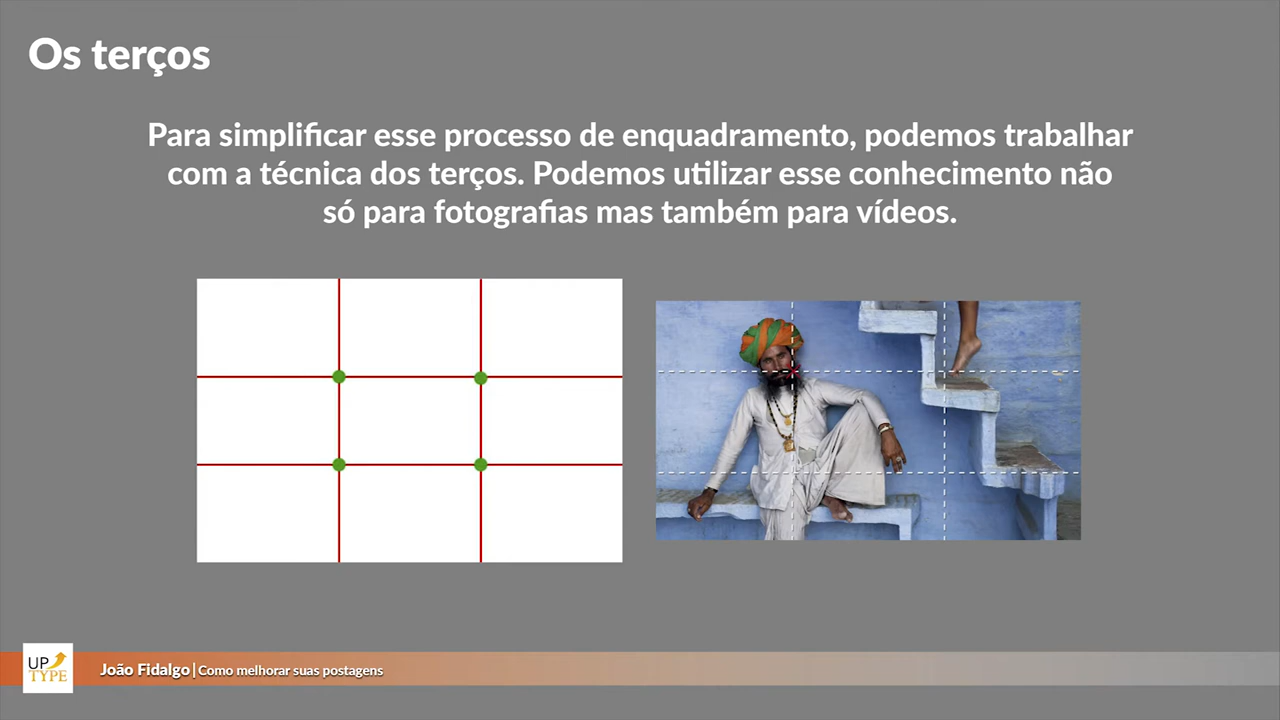 Os terços
Para simplificar esse processo de enquadramento, podemos trabalhar
com a técnica dos terços. Podemos utilizar esse conhecimento não
só para fotografias mas também para vídeos.
UP
TYPE
João Fidalgo|Como melhorar suas postagens